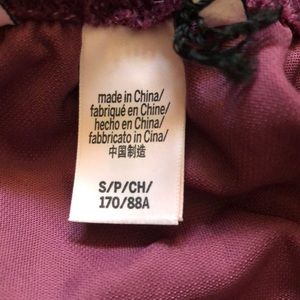 made in China/
fabriqué en Chine/
hecho en China/
fabbricato in Cina/
中国制造
S/P/CH/
170/88A